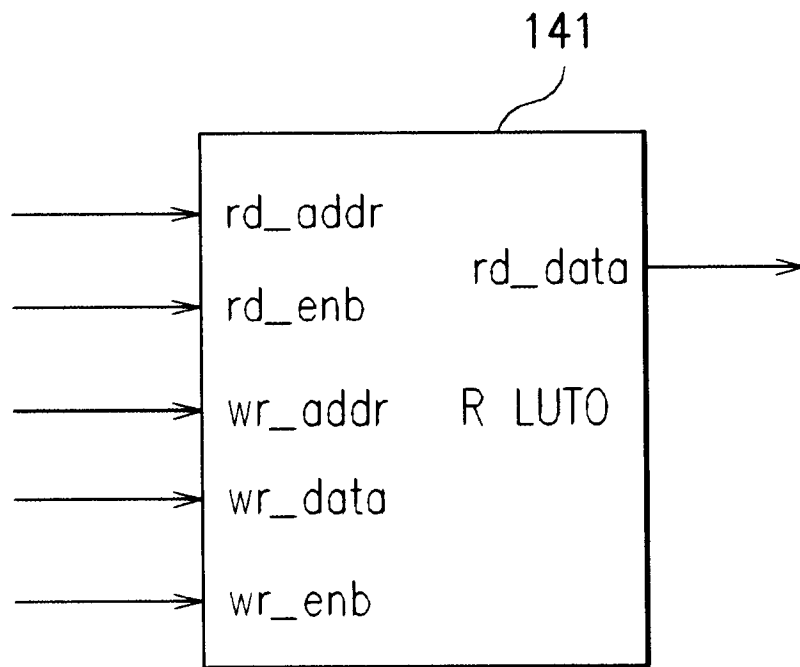 141
rd_addr
rd_data
rd_enb
wr_addr
R LUT0
wr_data
wr_enb